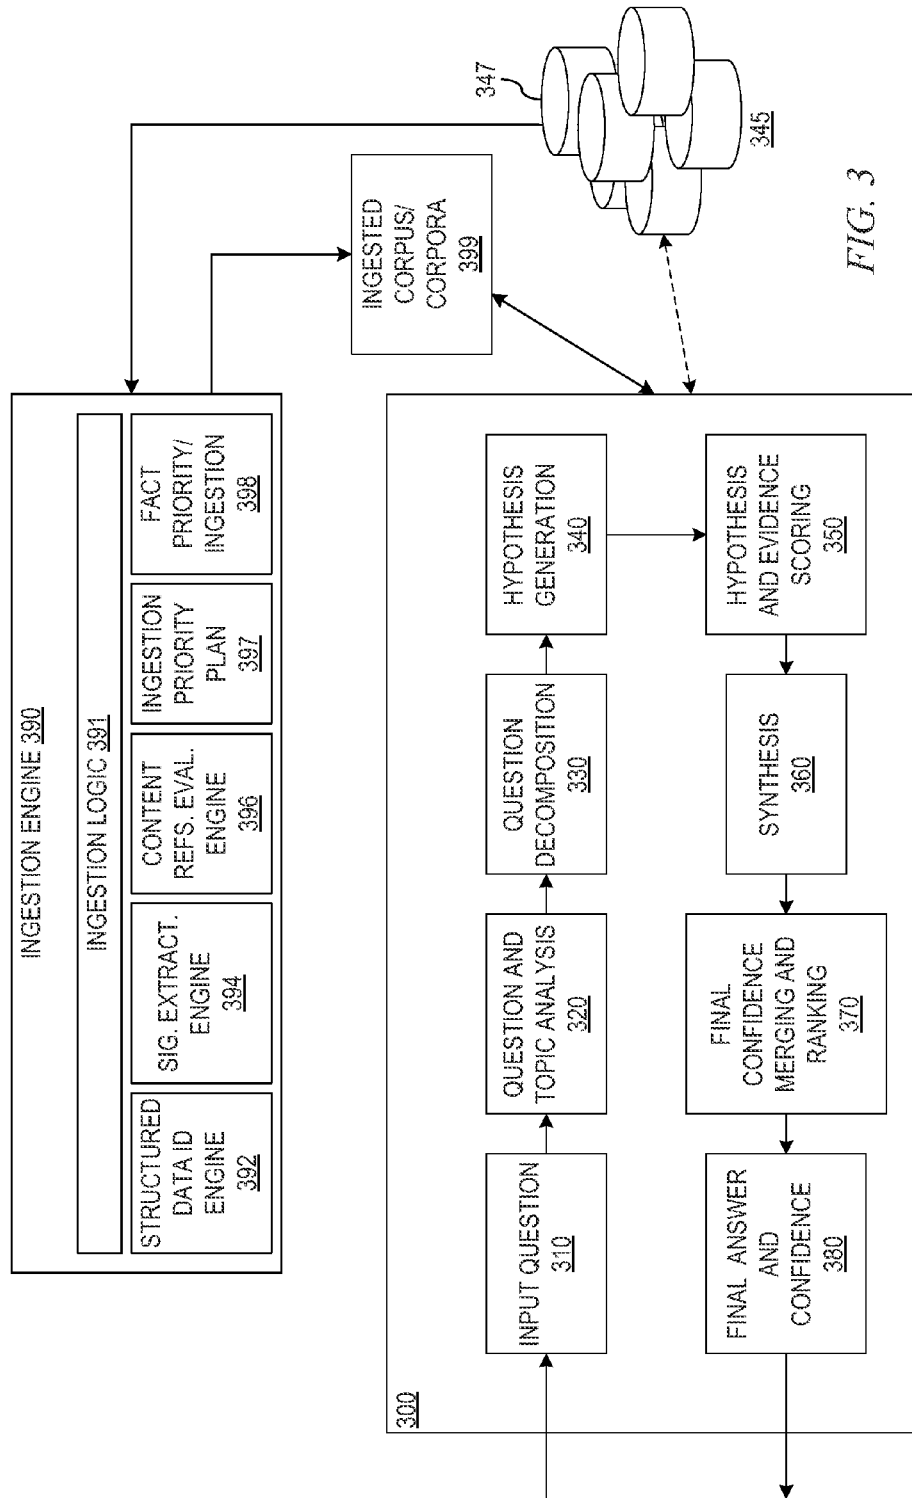 INGESTION ENGINE 390
INGESTION LOGIC 391
STRUCTURED
DATA ID
ENGINE
392
SIG. EXTRACT.
ENGINE
394
CONTENT
REFS. EVAL.
ENGINE
396
INGESTION
PRIORITY
PLAN
397
FACT
PRIORITY/
INGESTION
398
INGESTED
CORPUS/
CORPORA
399
347
345
300
INPUT QUESTION
310
QUESTION AND
TOPIC ANALYSIS
320
QUESTION
DECOMPOSITION
330
HYPOTHESIS
GENERATION
340
HYPOTHESIS
AND EVIDENCE
SCORING
350
SYNTHESIS
360
FINAL
CONFIDENCE
MERGING AND
RANKING
370
FINAL ANSWER
AND
CONFIDENCE
380
FIG. 3